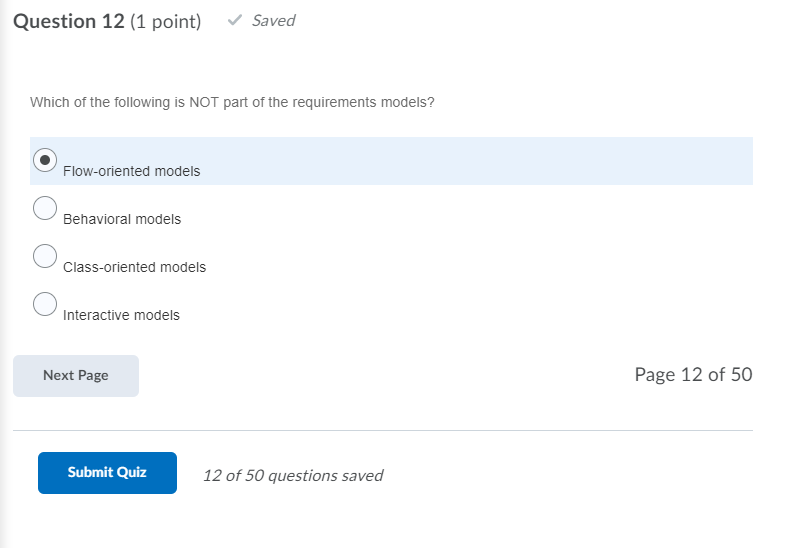 Question 12 (1 point) ✓ Saved
Which of the following is NOT part of the requirements models?
Flow-oriented models
Behavioral models
Class-oriented models
Interactive models
Next Page
Page 12 of 50
Submit Quiz
12 of 50 questions saved